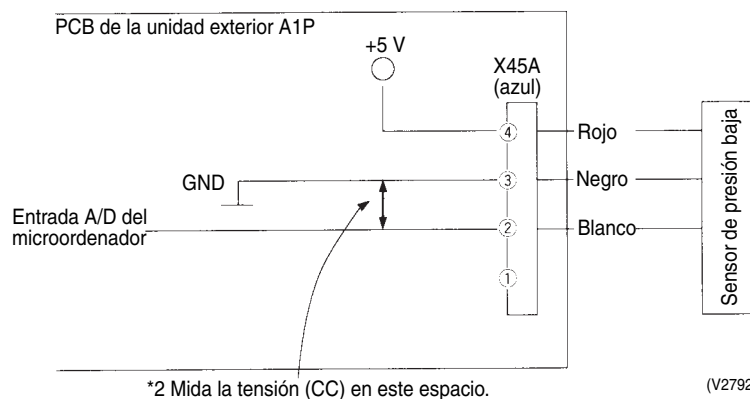 PCB de la unidad exterior A1P
+5 V
X45A
(azul)
4
Rojo
GND
3
Negro
Entrada A/D del
microordenador
2
Blanco
1
Sensor de presión baja
*2 Mida la tensión (CC) en este espacio.
(V2792